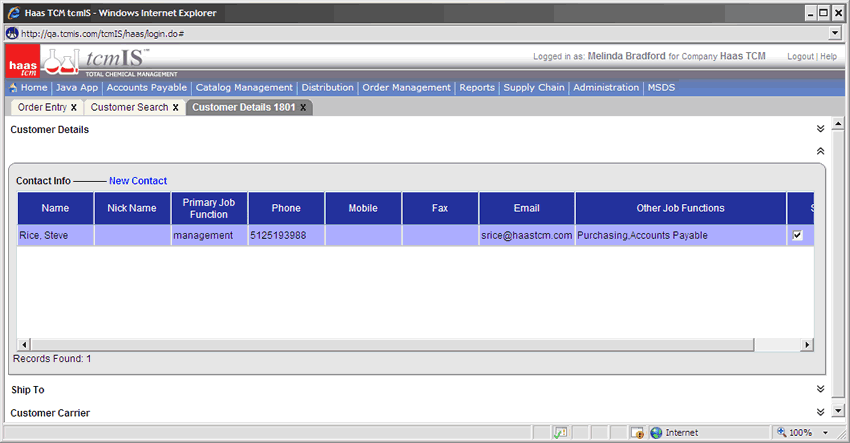 Haas TCM tcmIS - Windows Internet Explorer
http://qa.tcmis.com/tcmIS/haas/login.do#
haas tcm
tcmIS™
TOTAL CHEMICAL MANAGEMENT
Logged in as: Melinda Bradford for Company Haas TCM Logout | Help
Home | Java App | Accounts Payable | Catalog Management | Distribution | Order Management | Reports | Supply Chain | Administration | MSDS
Order Entry x Customer Search x Customer Details 1801 x
Customer Details
Contact Info New Contact
Name Nick Name Primary Job Function Phone Mobile Fax Email Other Job Functions S
Rice, Steve management 5125193988 srice@haastcm.com Purchasing,Accounts Payable
Records Found: 1
Ship To
Customer Carrier
Internet 100%